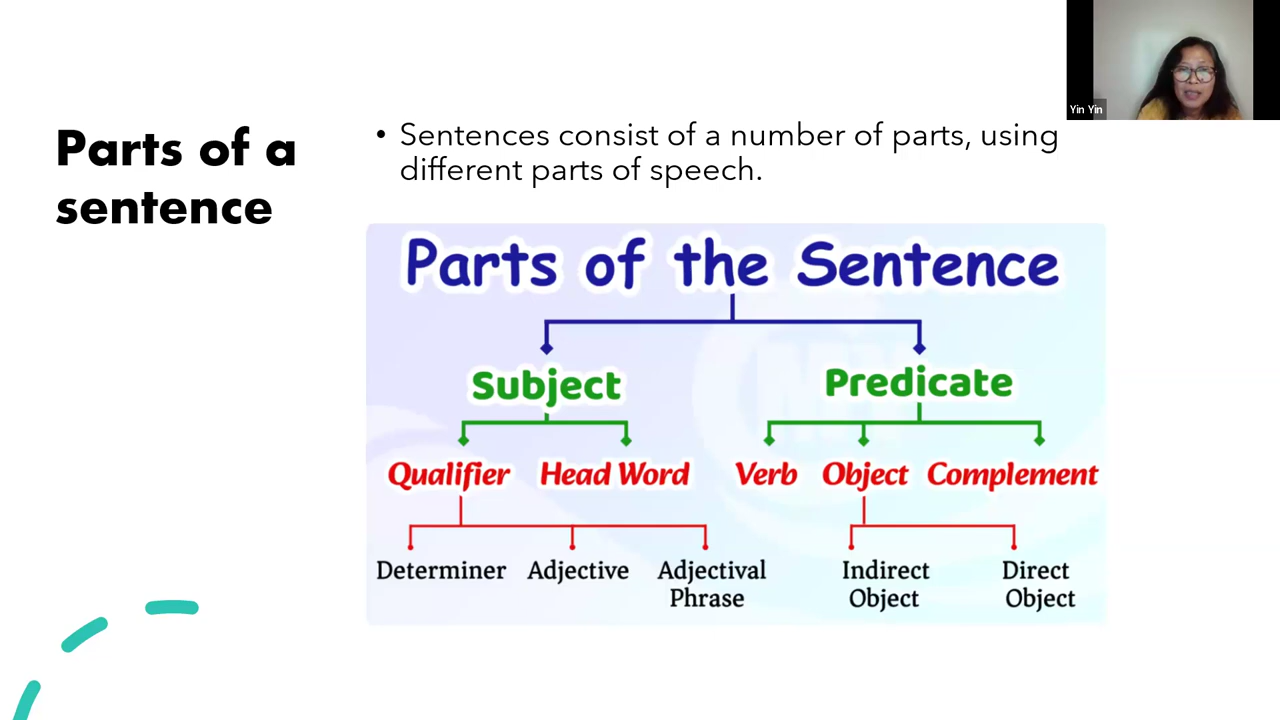 Yin Yin
Parts of a
sentence
• Sentences consist of a number of parts, using
different parts of speech.
Parts of the Sentence
Subject
Predicate
Qualifier
Head Word
Verb
Object
Complement
Determiner
Adjective
Adjectival
Phrase
Indirect
Object
Direct
Object